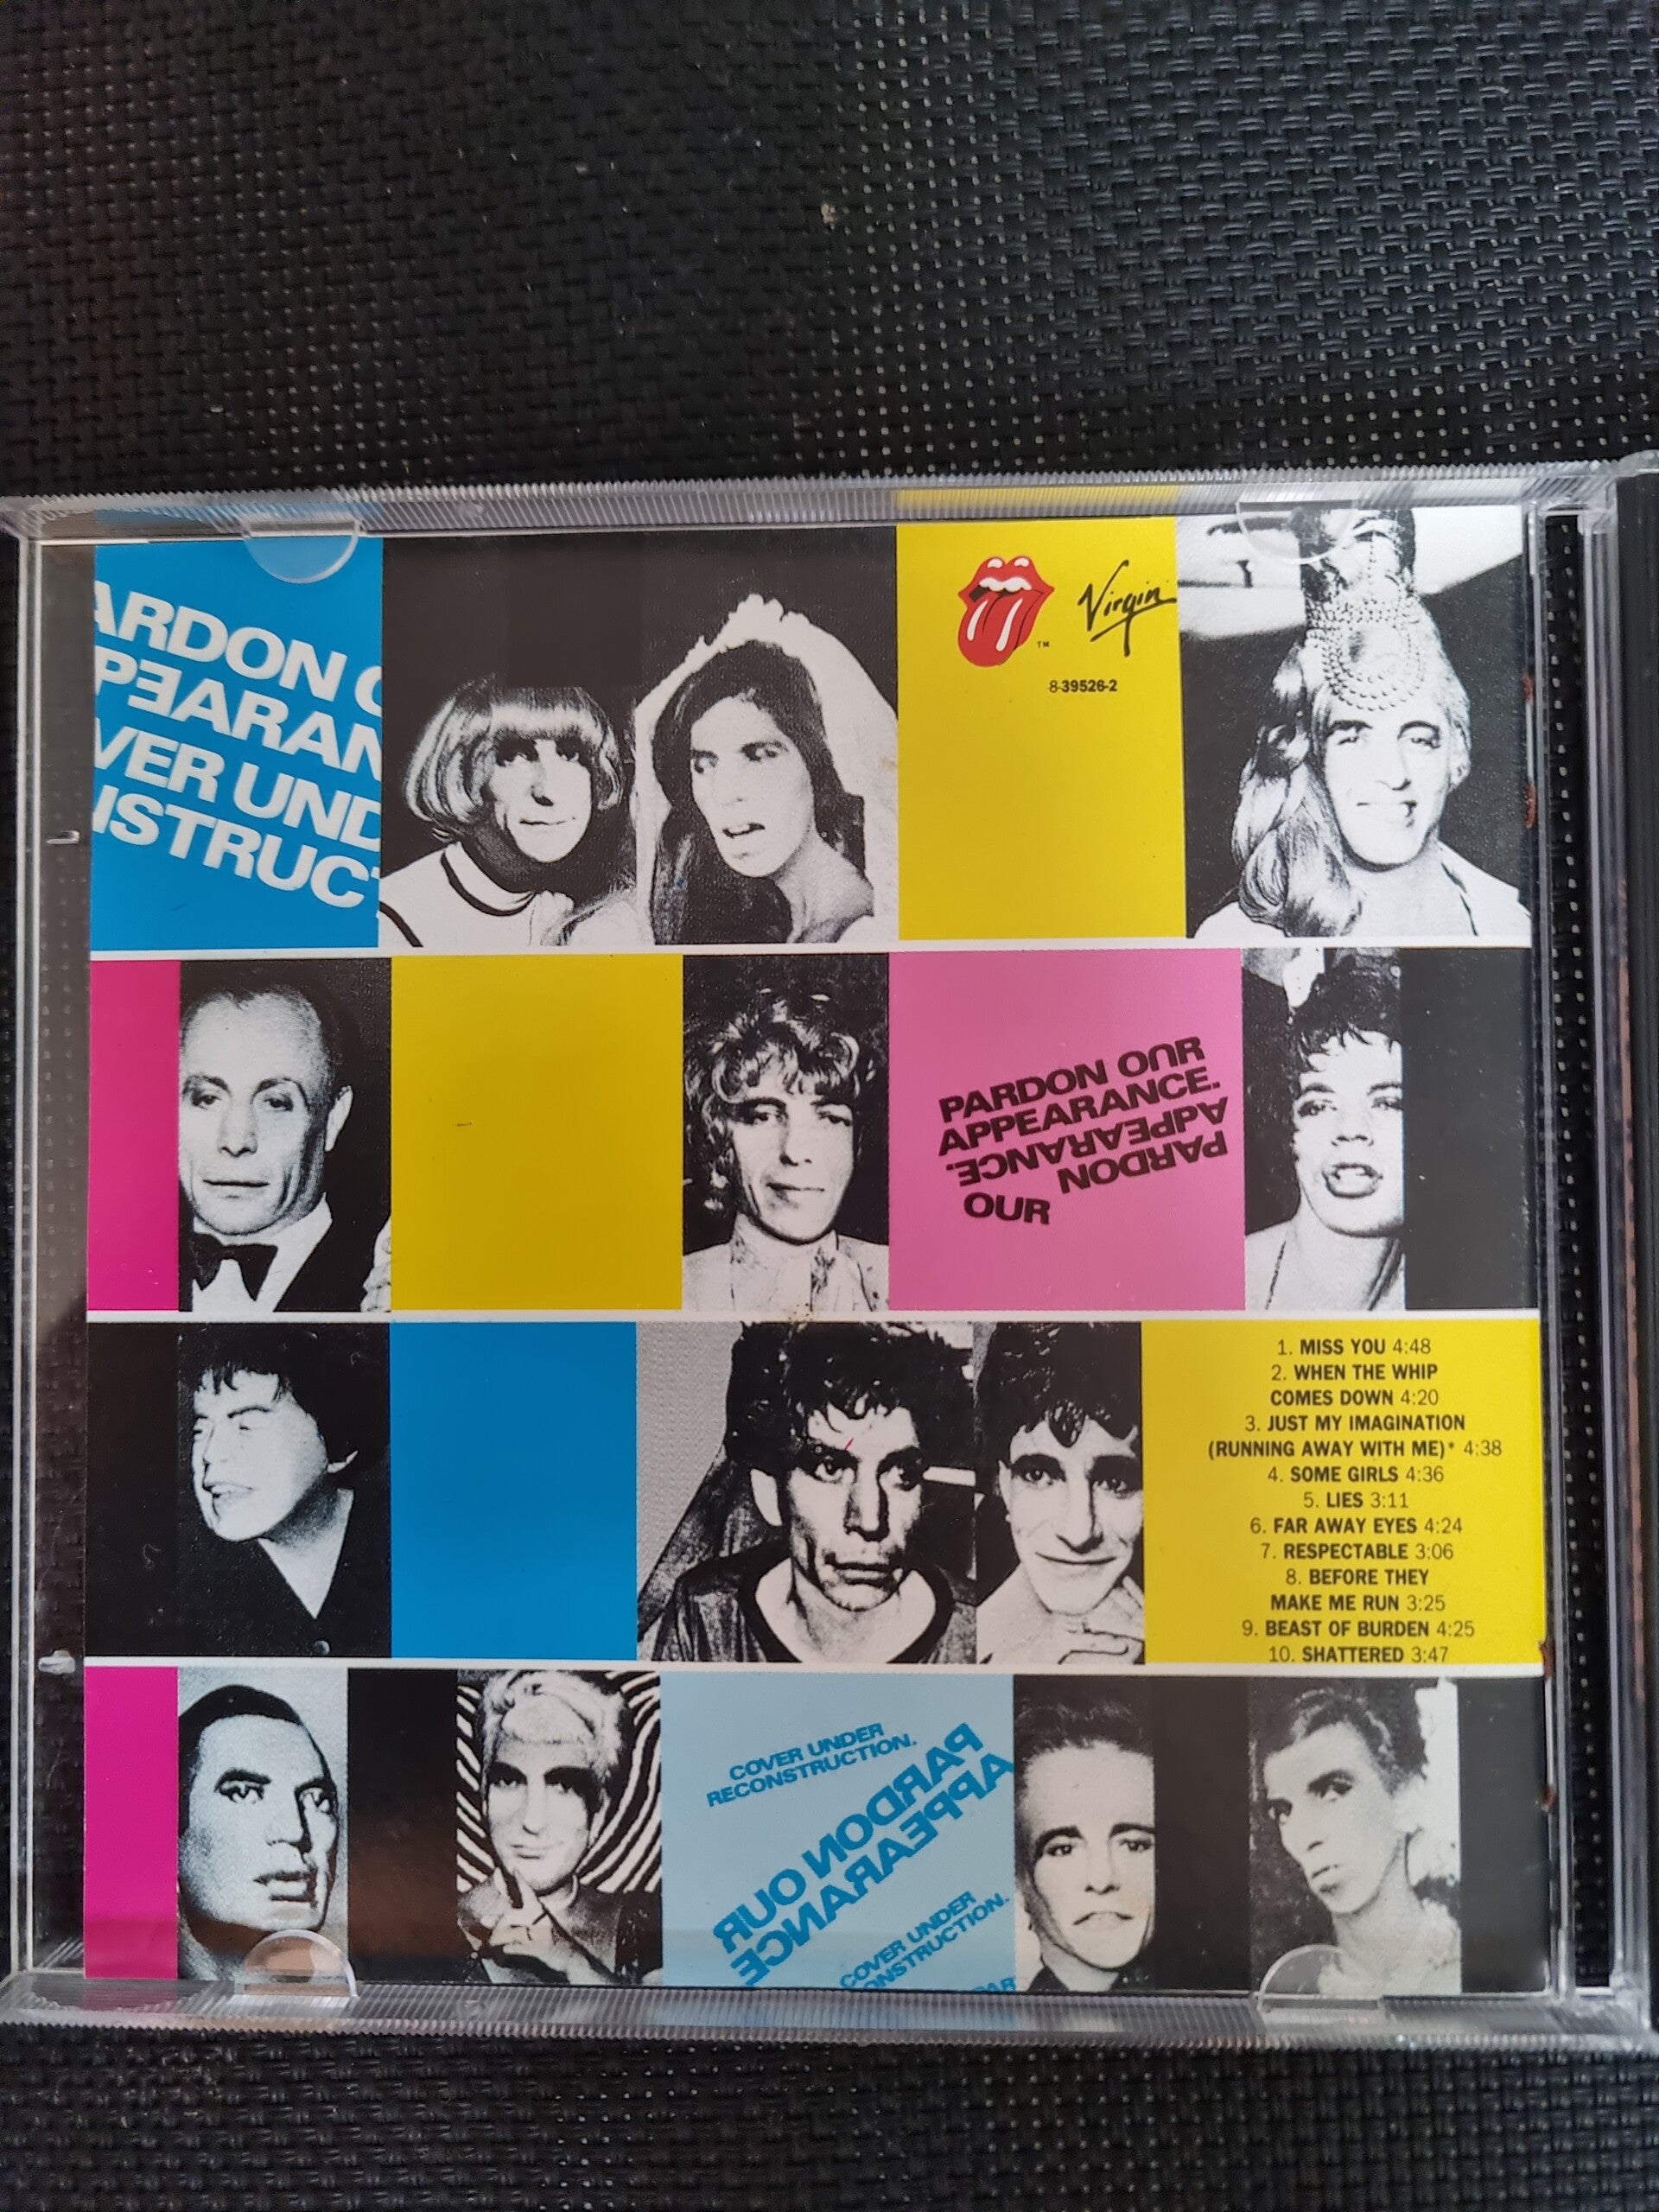 ARDON O
PEARAN
VER UND
NSTRUCT
TM
Virgin
8-39526-2
PARDON OUR
APPEARANCE.
APPEARANCE.
PARDON
OUR
1. MISS YOU 4:48
2. WHEN THE WHIP
COMES DOWN 4:20
3. JUST MY IMAGINATION
(RUNNING AWAY WITH ME)* 4:38
4. SOME GIRLS 4:36
5. LIES 3:11
6. FAR AWAY EYES 4:24
7. RESPECTABLE 3:06
8. BEFORE THEY
MAKE ME RUN 3:25
9. BEAST OF BURDEN 4:25
10. SHATTERED 3:47
COVER UNDER
RECONSTRUCTION.
PARDON OUR
APPEARANCE
COVER UNDER
ONSTRUCTION.
PAR